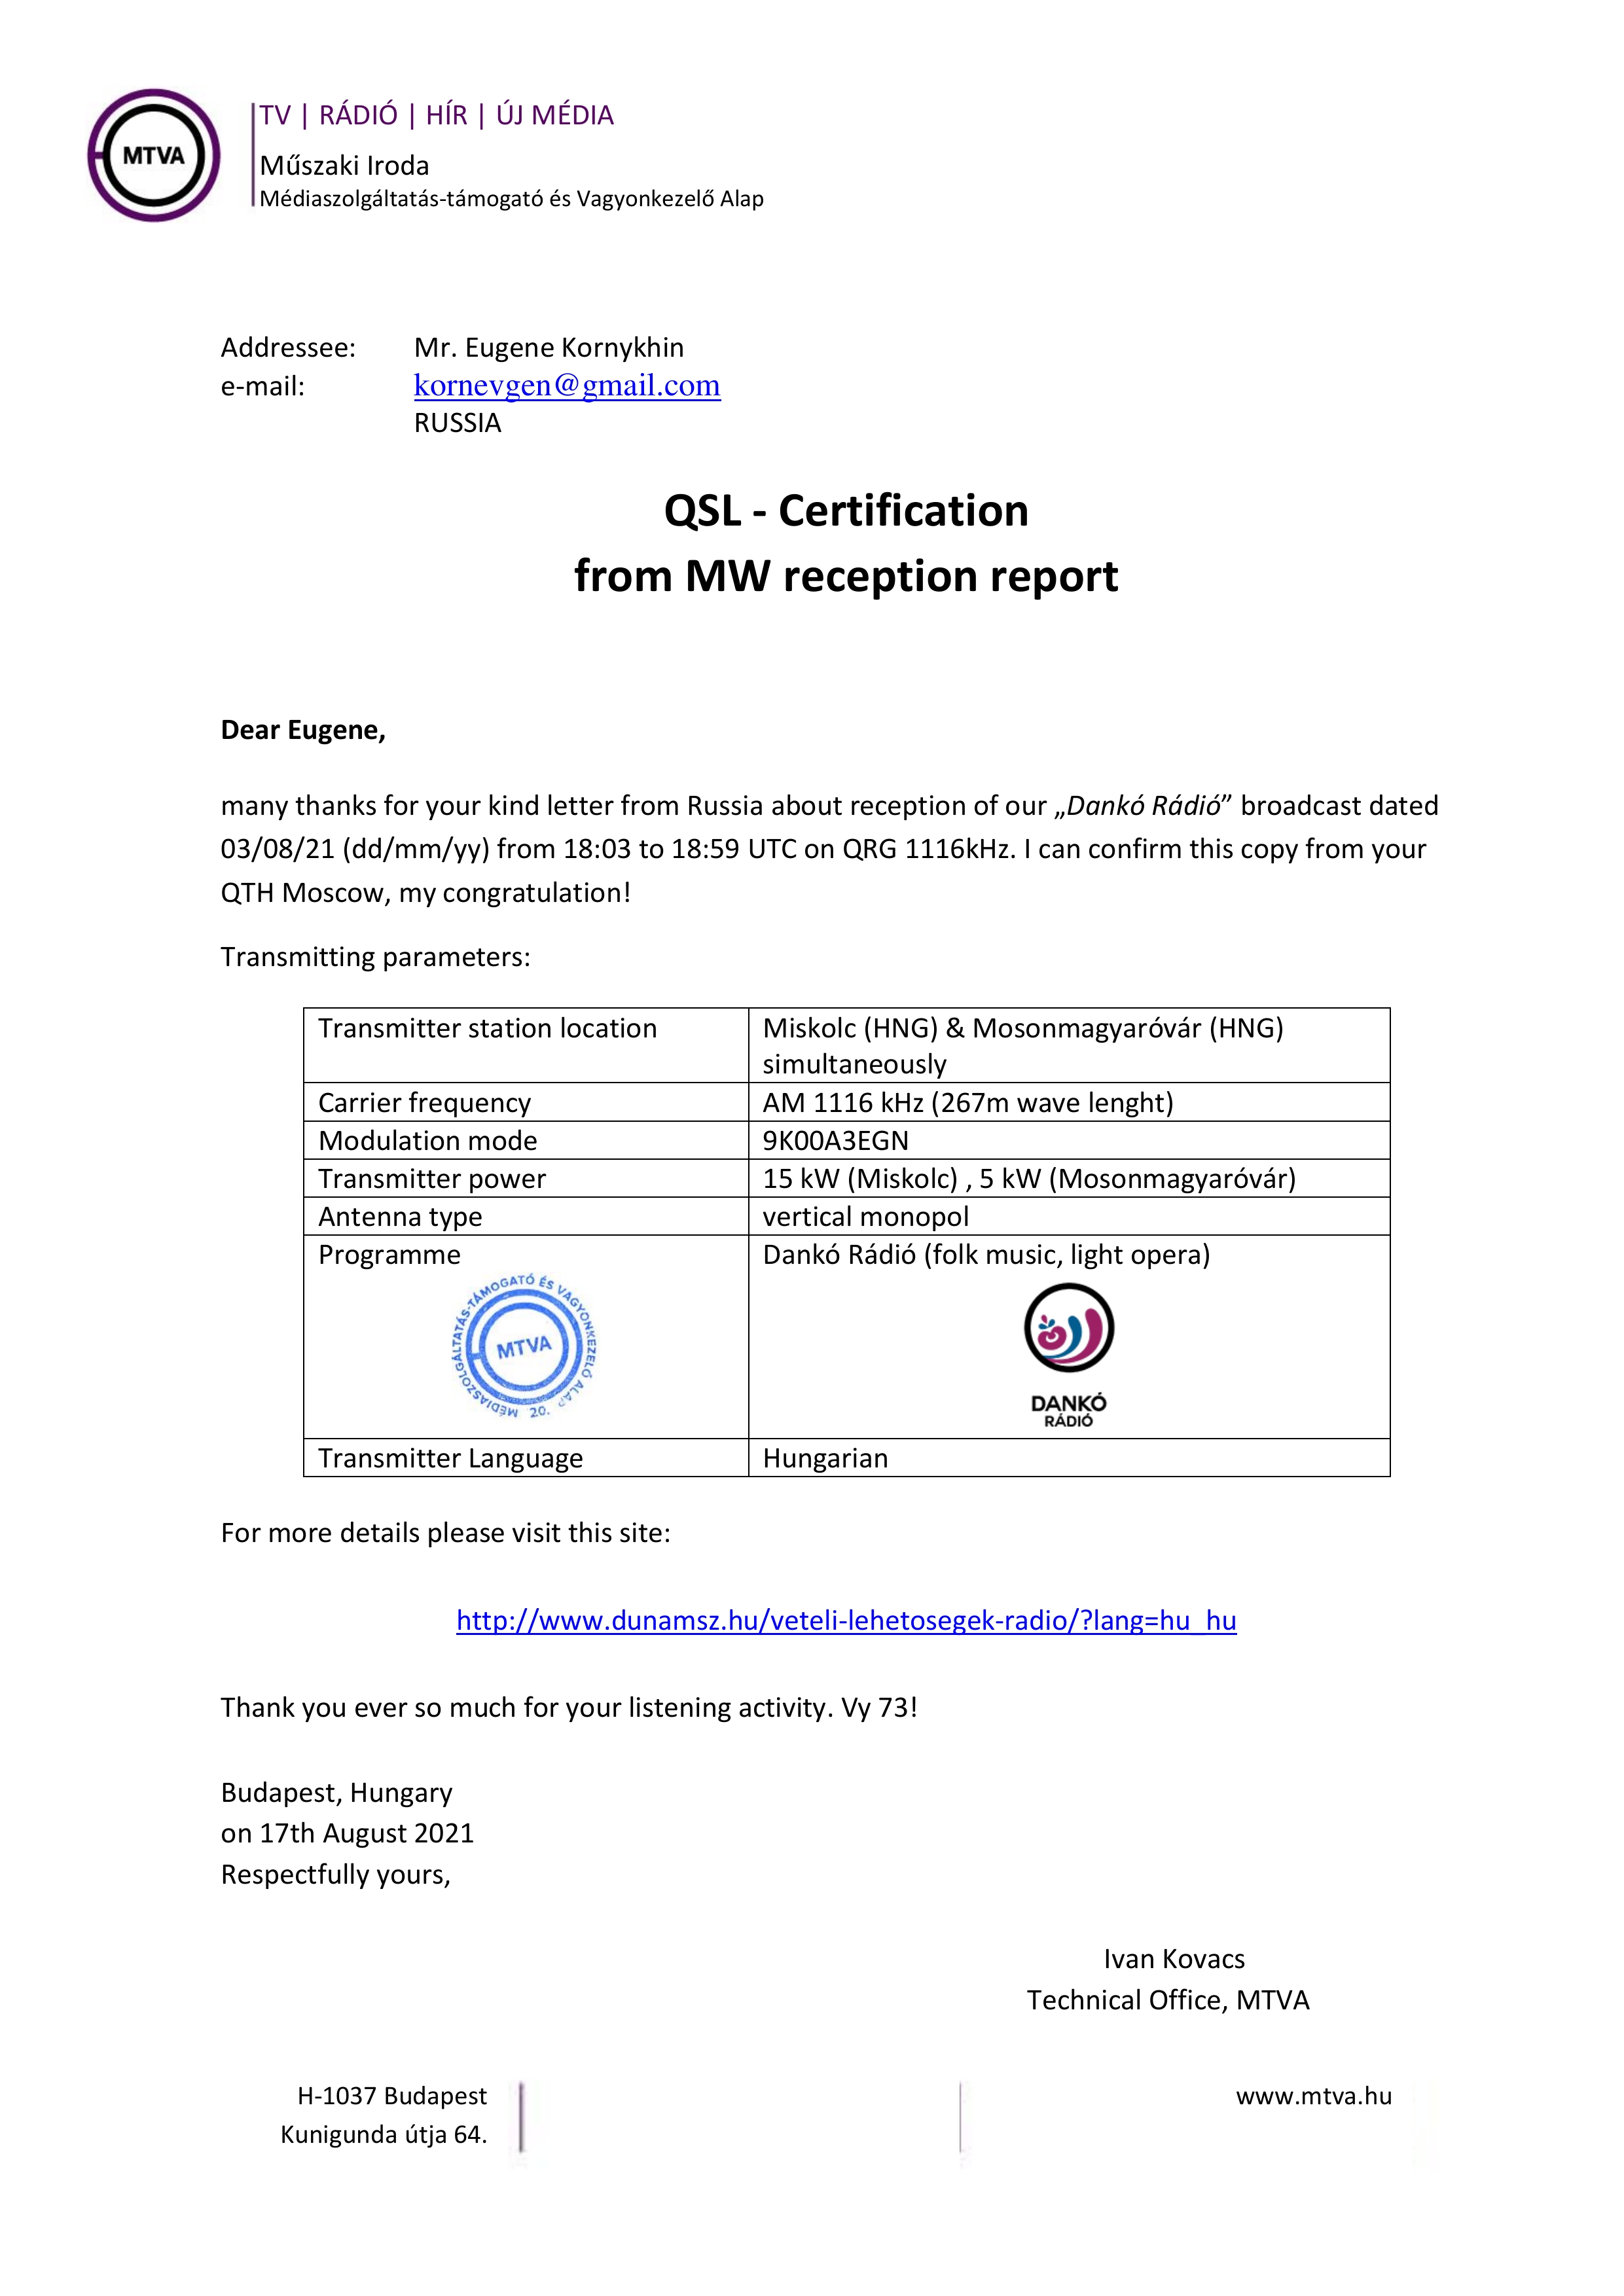 MTVA
TV | RÁDIÓ | HÍR | ÚJ MÉDIA
Műszaki Iroda
Médiaszolgáltatás-támogató és Vagyonkezelő Alap
Addressee: Mr. Eugene Kornykhin
e-mail: kornevgen@gmail.com
RUSSIA
QSL - Certification
from MW reception report
Dear Eugene,
many thanks for your kind letter from Russia about reception of our „Dankó Rádió” broadcast dated
03/08/21 (dd/mm/yy) from 18:03 to 18:59 UTC on QRG 1116kHz. I can confirm this copy from your
QTH Moscow, my congratulation!
Transmitting parameters:
Transmitter station location Miskolc (HNG) & Mosonmagyaróvár (HNG)
simultaneously
Carrier frequency AM 1116 kHz (267m wave lenght)
Modulation mode 9K00A3EGN
Transmitter power 15 kW (Miskolc) , 5 kW (Mosonmagyaróvár)
Antenna type vertical monopol
Programme Dankó Rádió (folk music, light opera)
MÉDIASZOLGÁLTATÁS-TÁMOGATÓ ÉS VAGYONKEZELŐ ALAP
MTVA
20.
DANKÓ
RÁDIÓ
Transmitter Language Hungarian
For more details please visit this site:
http://www.dunamsz.hu/veteli-lehetosegek-radio/?lang=hu_hu
Thank you ever so much for your listening activity. Vy 73!
Budapest, Hungary
on 17th August 2021
Respectfully yours,
Ivan Kovacs
Technical Office, MTVA
H-1037 Budapest
Kunigunda útja 64.
www.mtva.hu